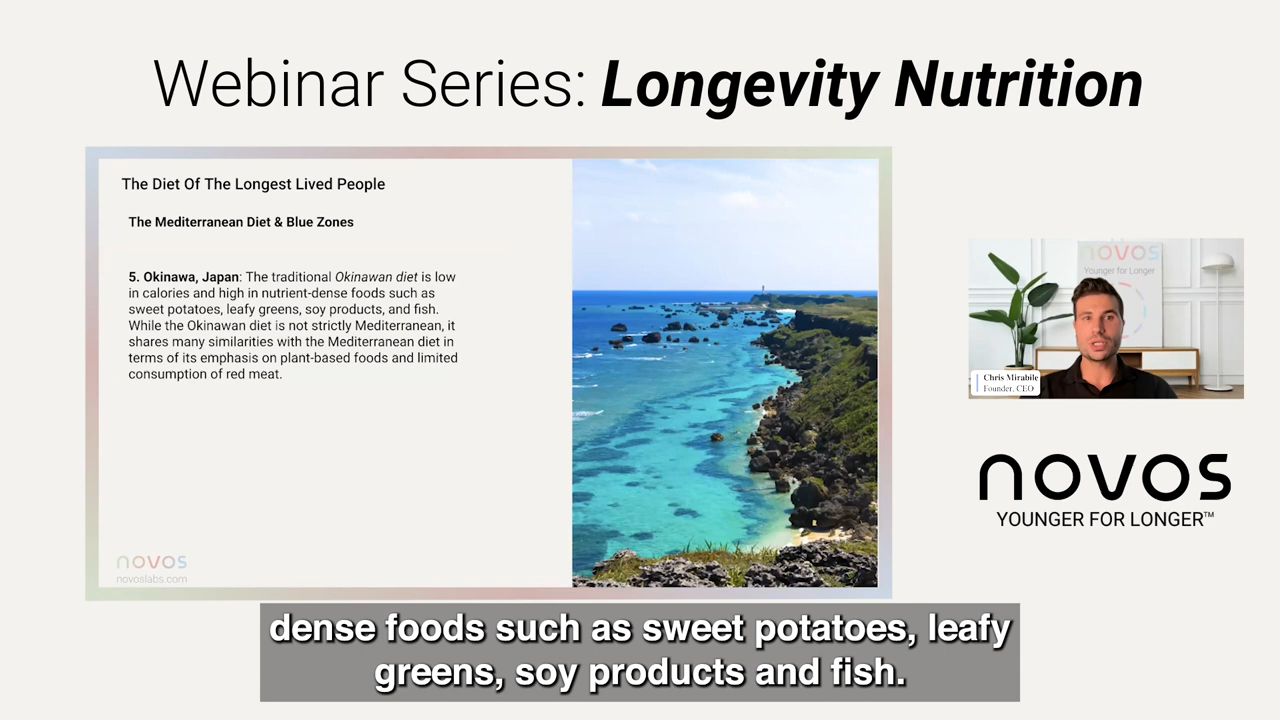 Webinar Series: Longevity Nutrition
The Diet Of The Longest Lived People
The Mediterranean Diet & Blue Zones
5. Okinawa, Japan: The traditional Okinawan diet is low
in calories and high in nutrient-dense foods such as
sweet potatoes, leafy greens, soy products, and fish.
While the Okinawan diet is not strictly Mediterranean, it
shares many similarities with the Mediterranean diet in
terms of its emphasis on plant-based foods and limited
consumption of red meat.
novos
novoslabs.com
novos
Younger for Longer
Chris Mirabile
Founder, CEO
novos
YOUNGER FOR LONGER™
dense foods such as sweet potatoes, leafy
greens, soy products and fish.